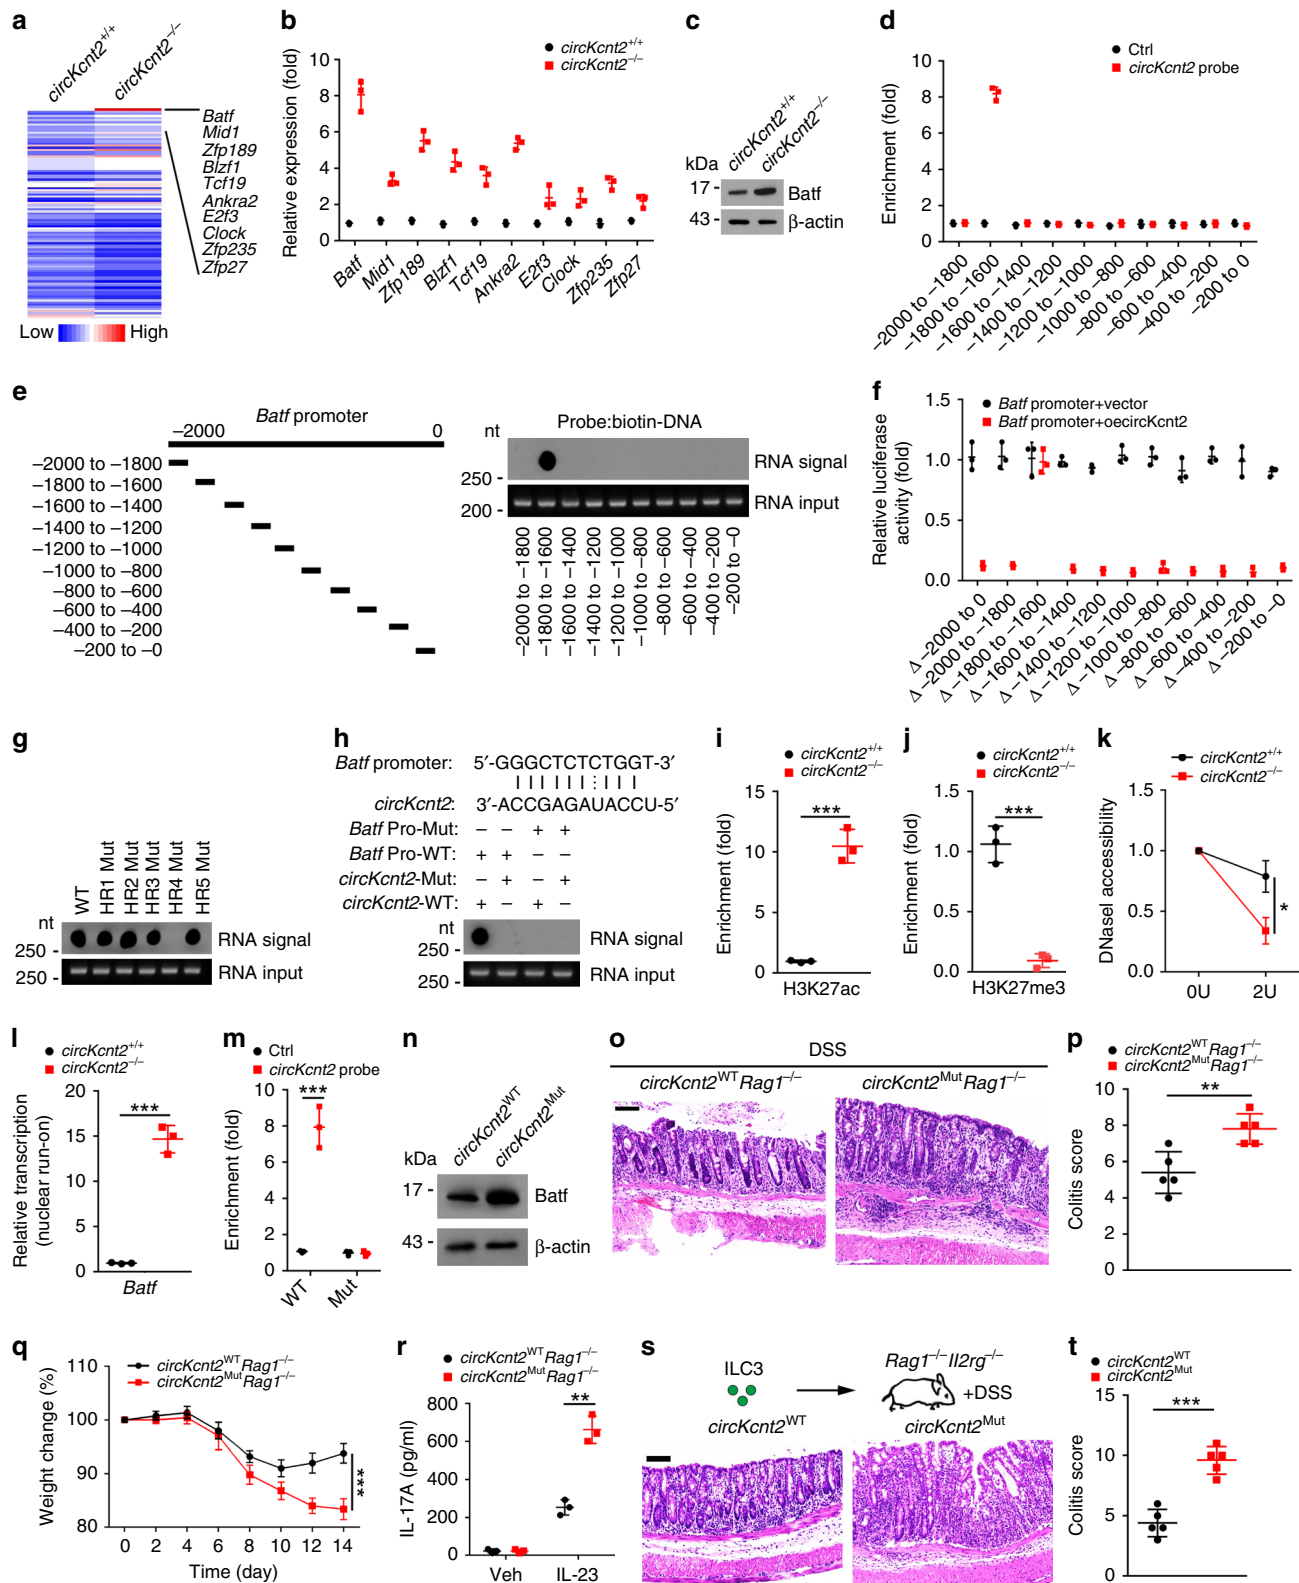 a
circKcnt2+/+
circKcnt2−/−
Batf
Mid1
Zfp189
Blzf1
Tcf19
Ankra2
E2f3
Clock
Zfp235
Zfp27
Low
High
b
circKcnt2+/+
circKcnt2−/−
Relative expression (fold)
10
8
6
4
2
0
Batf
Mid1
Zfp189
Blzf1
Tcf19
Ankra2
E2f3
Clock
Zfp235
Zfp27
c
circKcnt2+/+
circKcnt2−/−
kDa
17
Batf
43
β-actin
d
Ctrl
circKcnt2 probe
Enrichment (fold)
10
8
6
4
2
0
−2000 to −1800
−1800 to −1600
−1600 to −1400
−1400 to −1200
−1200 to −1000
−1000 to −800
−800 to −600
−600 to −400
−400 to −200
−200 to 0
e
Batf promoter
−2000
0
−2000 to −1800
−1800 to −1600
−1600 to −1400
−1400 to −1200
−1200 to −1000
−1000 to −800
−800 to −600
−600 to −400
−400 to −200
−200 to −0
Probe:biotin-DNA
nt
250
RNA signal
200
RNA input
−2000 to −1800
−1800 to −1600
−1600 to −1400
−1400 to −1200
−1200 to −1000
−1000 to −800
−800 to −600
−600 to −400
−400 to −200
−200 to −0
f
Batf promoter+vector
Batf promoter+oecircKcnt2
Relative luciferase
activity (fold)
1.5
1.0
0.5
0.0
Δ −2000 to 0
Δ −2000 to −1800
Δ −1800 to −1600
Δ −1600 to −1400
Δ −1400 to −1200
Δ −1200 to −1000
Δ −1000 to −800
Δ −800 to −600
Δ −600 to −400
Δ −400 to −200
Δ −200 to −0
g
WT
HR1 Mut
HR2 Mut
HR3 Mut
HR4 Mut
HR5 Mut
nt
250
RNA signal
250
RNA input
h
Batf promoter: 5′-GGGCTCTCTGGT-3′
circKcnt2: 3′-ACCGAGAUACCU-5′
Batf Pro-Mut: − − + +
Batf Pro-WT: + + − −
circKcnt2-Mut: − + − +
circKcnt2-WT: + − + −
nt
250
RNA signal
250
RNA input
i
circKcnt2+/+
circKcnt2−/−
Enrichment (fold)
15
10
5
0
***
H3K27ac
j
circKcnt2+/+
circKcnt2−/−
Enrichment (fold)
1.5
1.0
0.5
0.0
***
H3K27me3
k
circKcnt2+/+
circKcnt2−/−
DNaseI accessibility
1.5
1.0
0.5
0.0
*
0U
2U
l
circKcnt2+/+
circKcnt2−/−
Relative transcription
(nuclear run-on)
20
15
10
5
0
***
Batf
m
Ctrl
circKcnt2 probe
Enrichment (fold)
10
8
6
4
2
0
***
WT
Mut
n
circKcnt2WT
circKcnt2Mut
kDa
17
Batf
43
β-actin
o
DSS
circKcnt2WTRag1−/−
circKcnt2MutRag1−/−
p
circKcnt2WTRag1−/−
circKcnt2MutRag1−/−
Colitis score
10
8
6
4
2
0
**
q
circKcnt2WTRag1−/−
circKcnt2MutRag1−/−
Weight change (%)
110
100
90
80
***
0 2 4 6 8 10 12 14
Time (day)
r
circKcnt2WTRag1−/−
circKcnt2MutRag1−/−
IL-17A (pg/ml)
800
600
400
200
0
**
Veh
IL-23
s
ILC3
Rag1−/−Il2rg−/−
+DSS
circKcnt2WT
circKcnt2Mut
t
circKcnt2WT
circKcnt2Mut
Colitis score
15
10
5
0
***